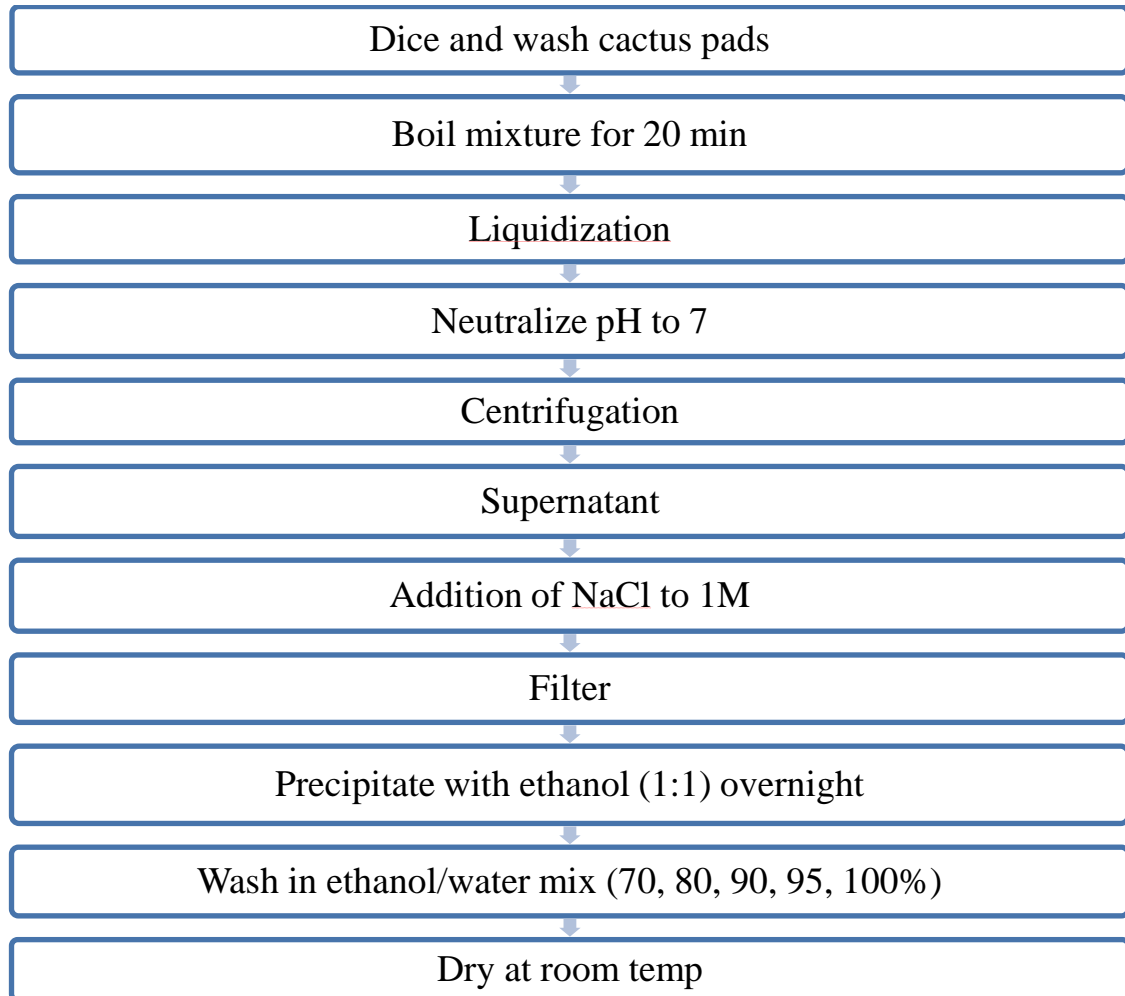 Dice and wash cactus pads
Boil mixture for 20 min
Liquidization
Neutralize pH to 7
Centrifugation
Supernatant
Addition of NaCl to 1M
Filter
Precipitate with ethanol (1:1) overnight
Wash in ethanol/water mix (70, 80, 90, 95, 100%)
Dry at room temp